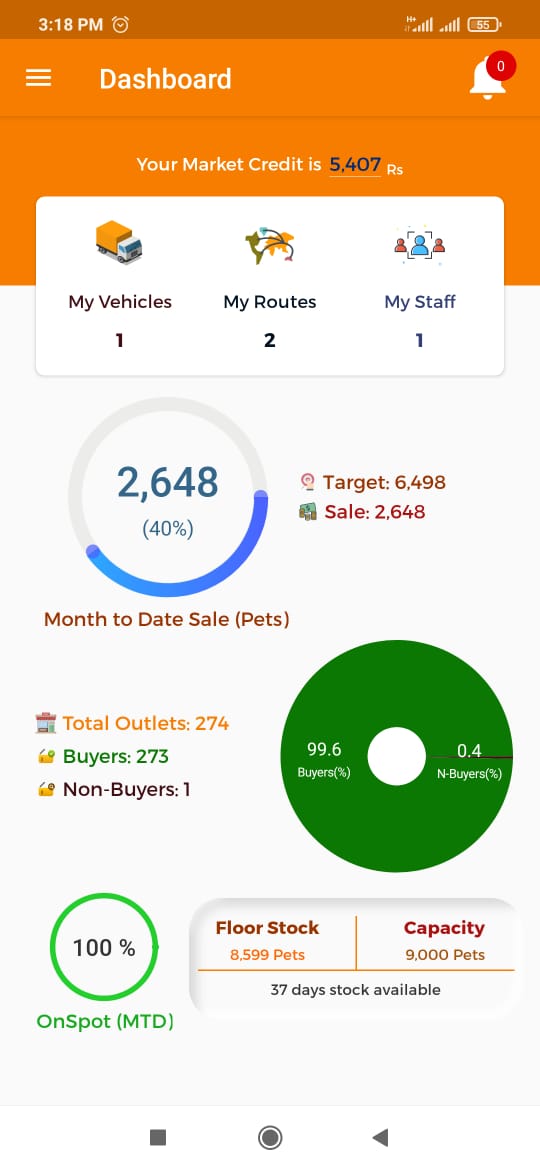 3:18 PM
H+
55
Dashboard
0
Your Market Credit is 5,407 Rs
My Vehicles My Routes My Staff
1 2 1
2,648
(40%)
Target: 6,498
Sale: 2,648
Month to Date Sale (Pets)
Total Outlets: 274
Buyers: 273
Non-Buyers: 1
99.6
Buyers(%)
0.4
N-Buyers(%)
100 %
OnSpot (MTD)
Floor Stock Capacity
8,599 Pets 9,000 Pets
37 days stock available